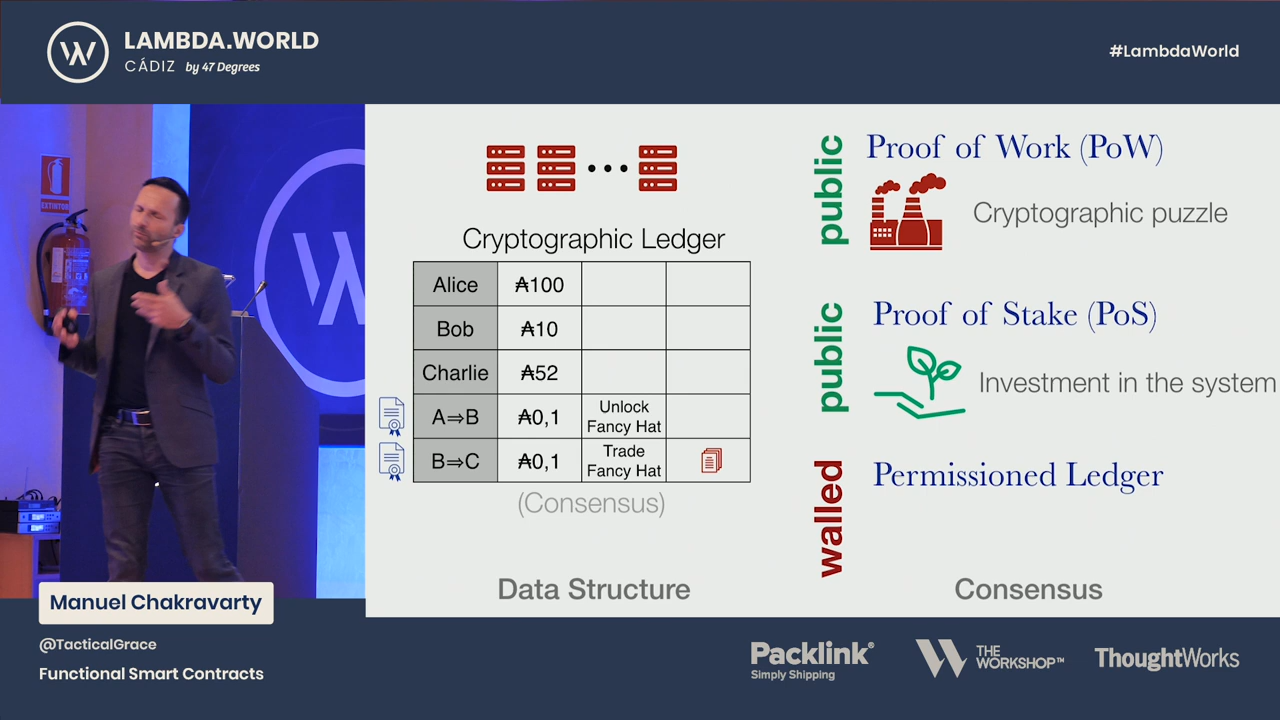 LAMBDA.WORLD
CÁDIZ by 47 Degrees
#LambdaWorld
EXTINTOR
Cryptographic Ledger
Alice ₳100
Bob ₳10
Charlie ₳52
A⇒B ₳0,1 Unlock
Fancy Hat
B⇒C ₳0,1 Trade
Fancy Hat
(Consensus)
Data Structure
public
Proof of Work (PoW)
Cryptographic puzzle
public
Proof of Stake (PoS)
Investment in the system
walled
Permissioned Ledger
Consensus
Manuel Chakravarty
@TacticalGrace
Functional Smart Contracts
Packlink®
Simply Shipping
THE
WORKSHOP™
ThoughtWorks